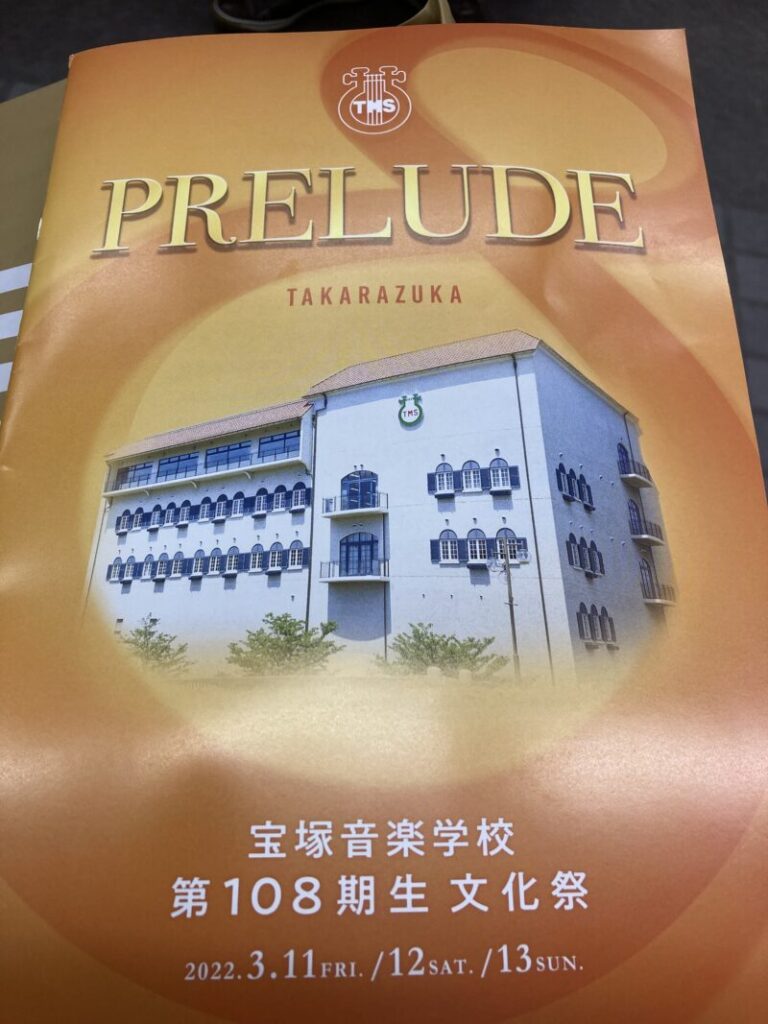 TMS
PRELUDE
TAKARAZUKA
TMS
宝塚音楽学校
第108期生 文化祭
2022.3.11FRI./12SAT./13SUN.